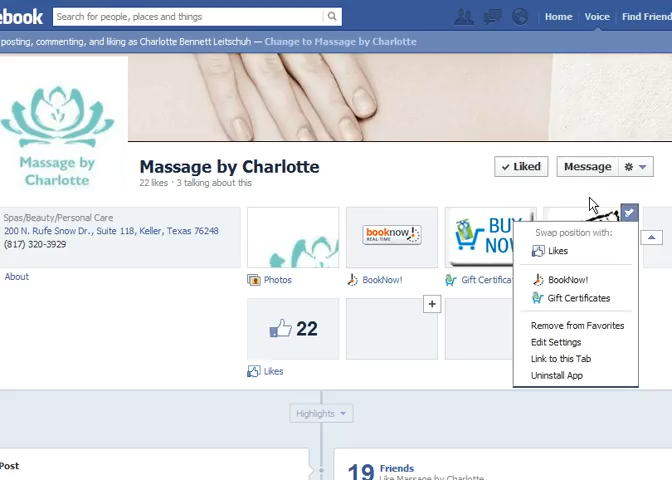 ebook
Search for people, places and things
Home
Voice
Find Friend
posting, commenting, and liking as Charlotte Bennett Leitschuh — Change to Massage by Charlotte
Massage by
Charlotte
Massage by Charlotte
22 likes · 3 talking about this
Liked
Message
Spas/Beauty/Personal Care
200 N. Rufe Snow Dr., Suite 118, Keller, Texas 76248
(817) 320-3929
About
booknow!
REAL-TIME
BUY
NOW
Photos
BookNow!
Gift Certifica
22
+
Likes
Swap position with:
Likes
BookNow!
Gift Certificates
Remove from Favorites
Edit Settings
Link to this Tab
Uninstall App
Highlights
Post
19
Friends
Like Massage by Charlotte